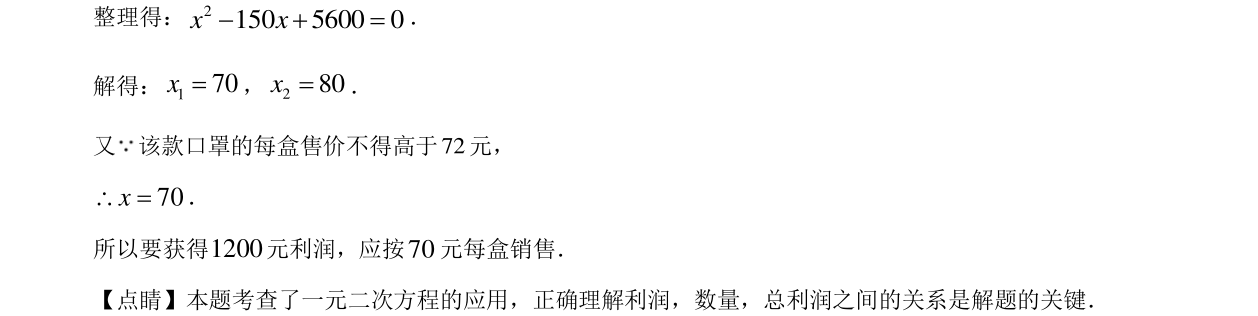 整理得：x²−150x+5600=0．
解得：x₁=70，x₂=80．
又∵该款口罩的每盒售价不得高于72元，
∴x=70．
所以要获得1200元利润，应按70元每盒销售．
【点睛】本题考查了一元二次方程的应用，正确理解利润，数量，总利润之间的关系是解题的关键．